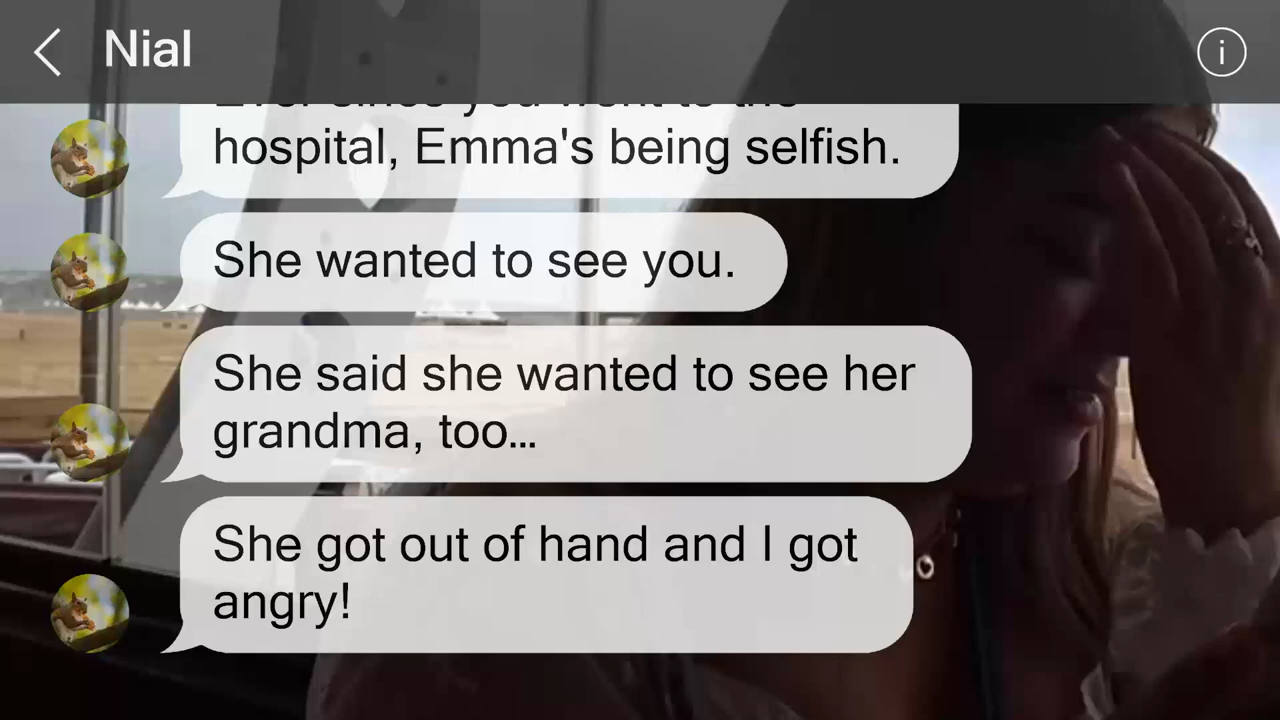 Nial
hospital, Emma's being selfish.
She wanted to see you.
She said she wanted to see her
grandma, too...
She got out of hand and I got
angry!